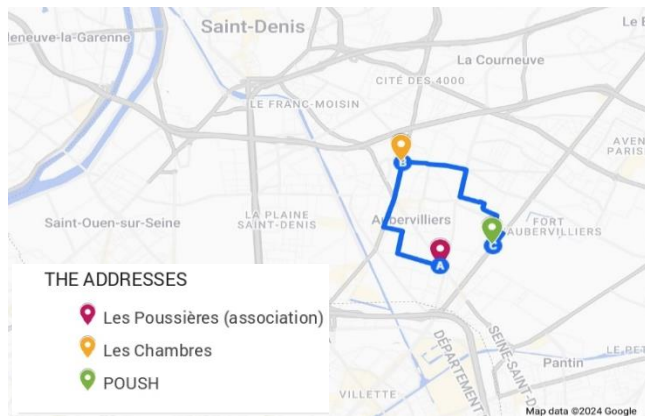 Saint-Denis
leneuve-la-Garenne
La Courneuve
CITÉ DES 4000
LE FRANC-MOISIN
AVEN
PARIS
B
Saint-Ouen-sur-Seine
LA PLAINE
SAINT-DENIS
Aubervilliers
FORT
AUBERVILLIERS
C
A
THE ADDRESSES
Les Poussières (association)
Les Chambres
POUSH
DÉPARTEMENT
SEINE-SAINT-D
LE PET
Pantin
VILLETTE
Map data ©2024 Google